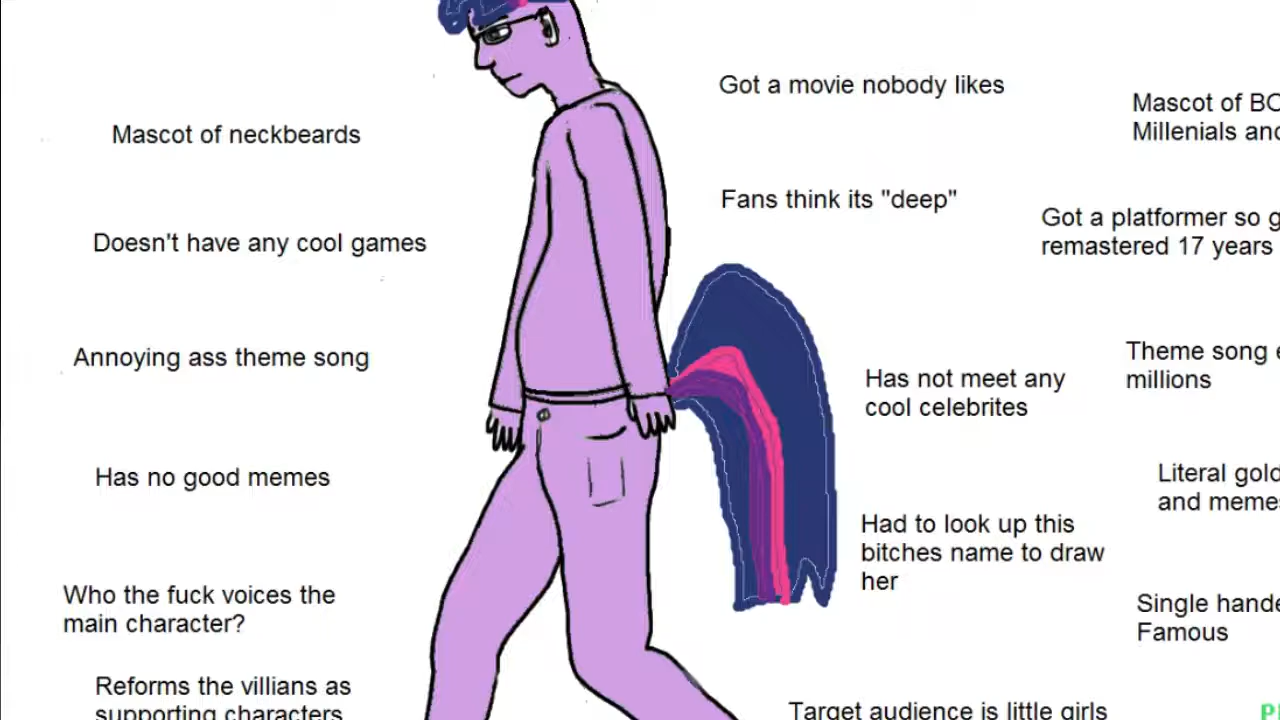 Got a movie nobody likes
Mascot of neckbeards
Mascot of
Millenials
Fans think its "deep"
Doesn't have any cool games
Got a platformer so
remastered 17 years
Annoying ass theme song
Theme song
millions
Has not meet any
cool celebrites
Has no good memes
Literal
and
Had to look up this
bitches name to draw
her
Who the fuck voices the
main character?
Single
Famous
Reforms the villians as
supporting characters
Target audience is little girls